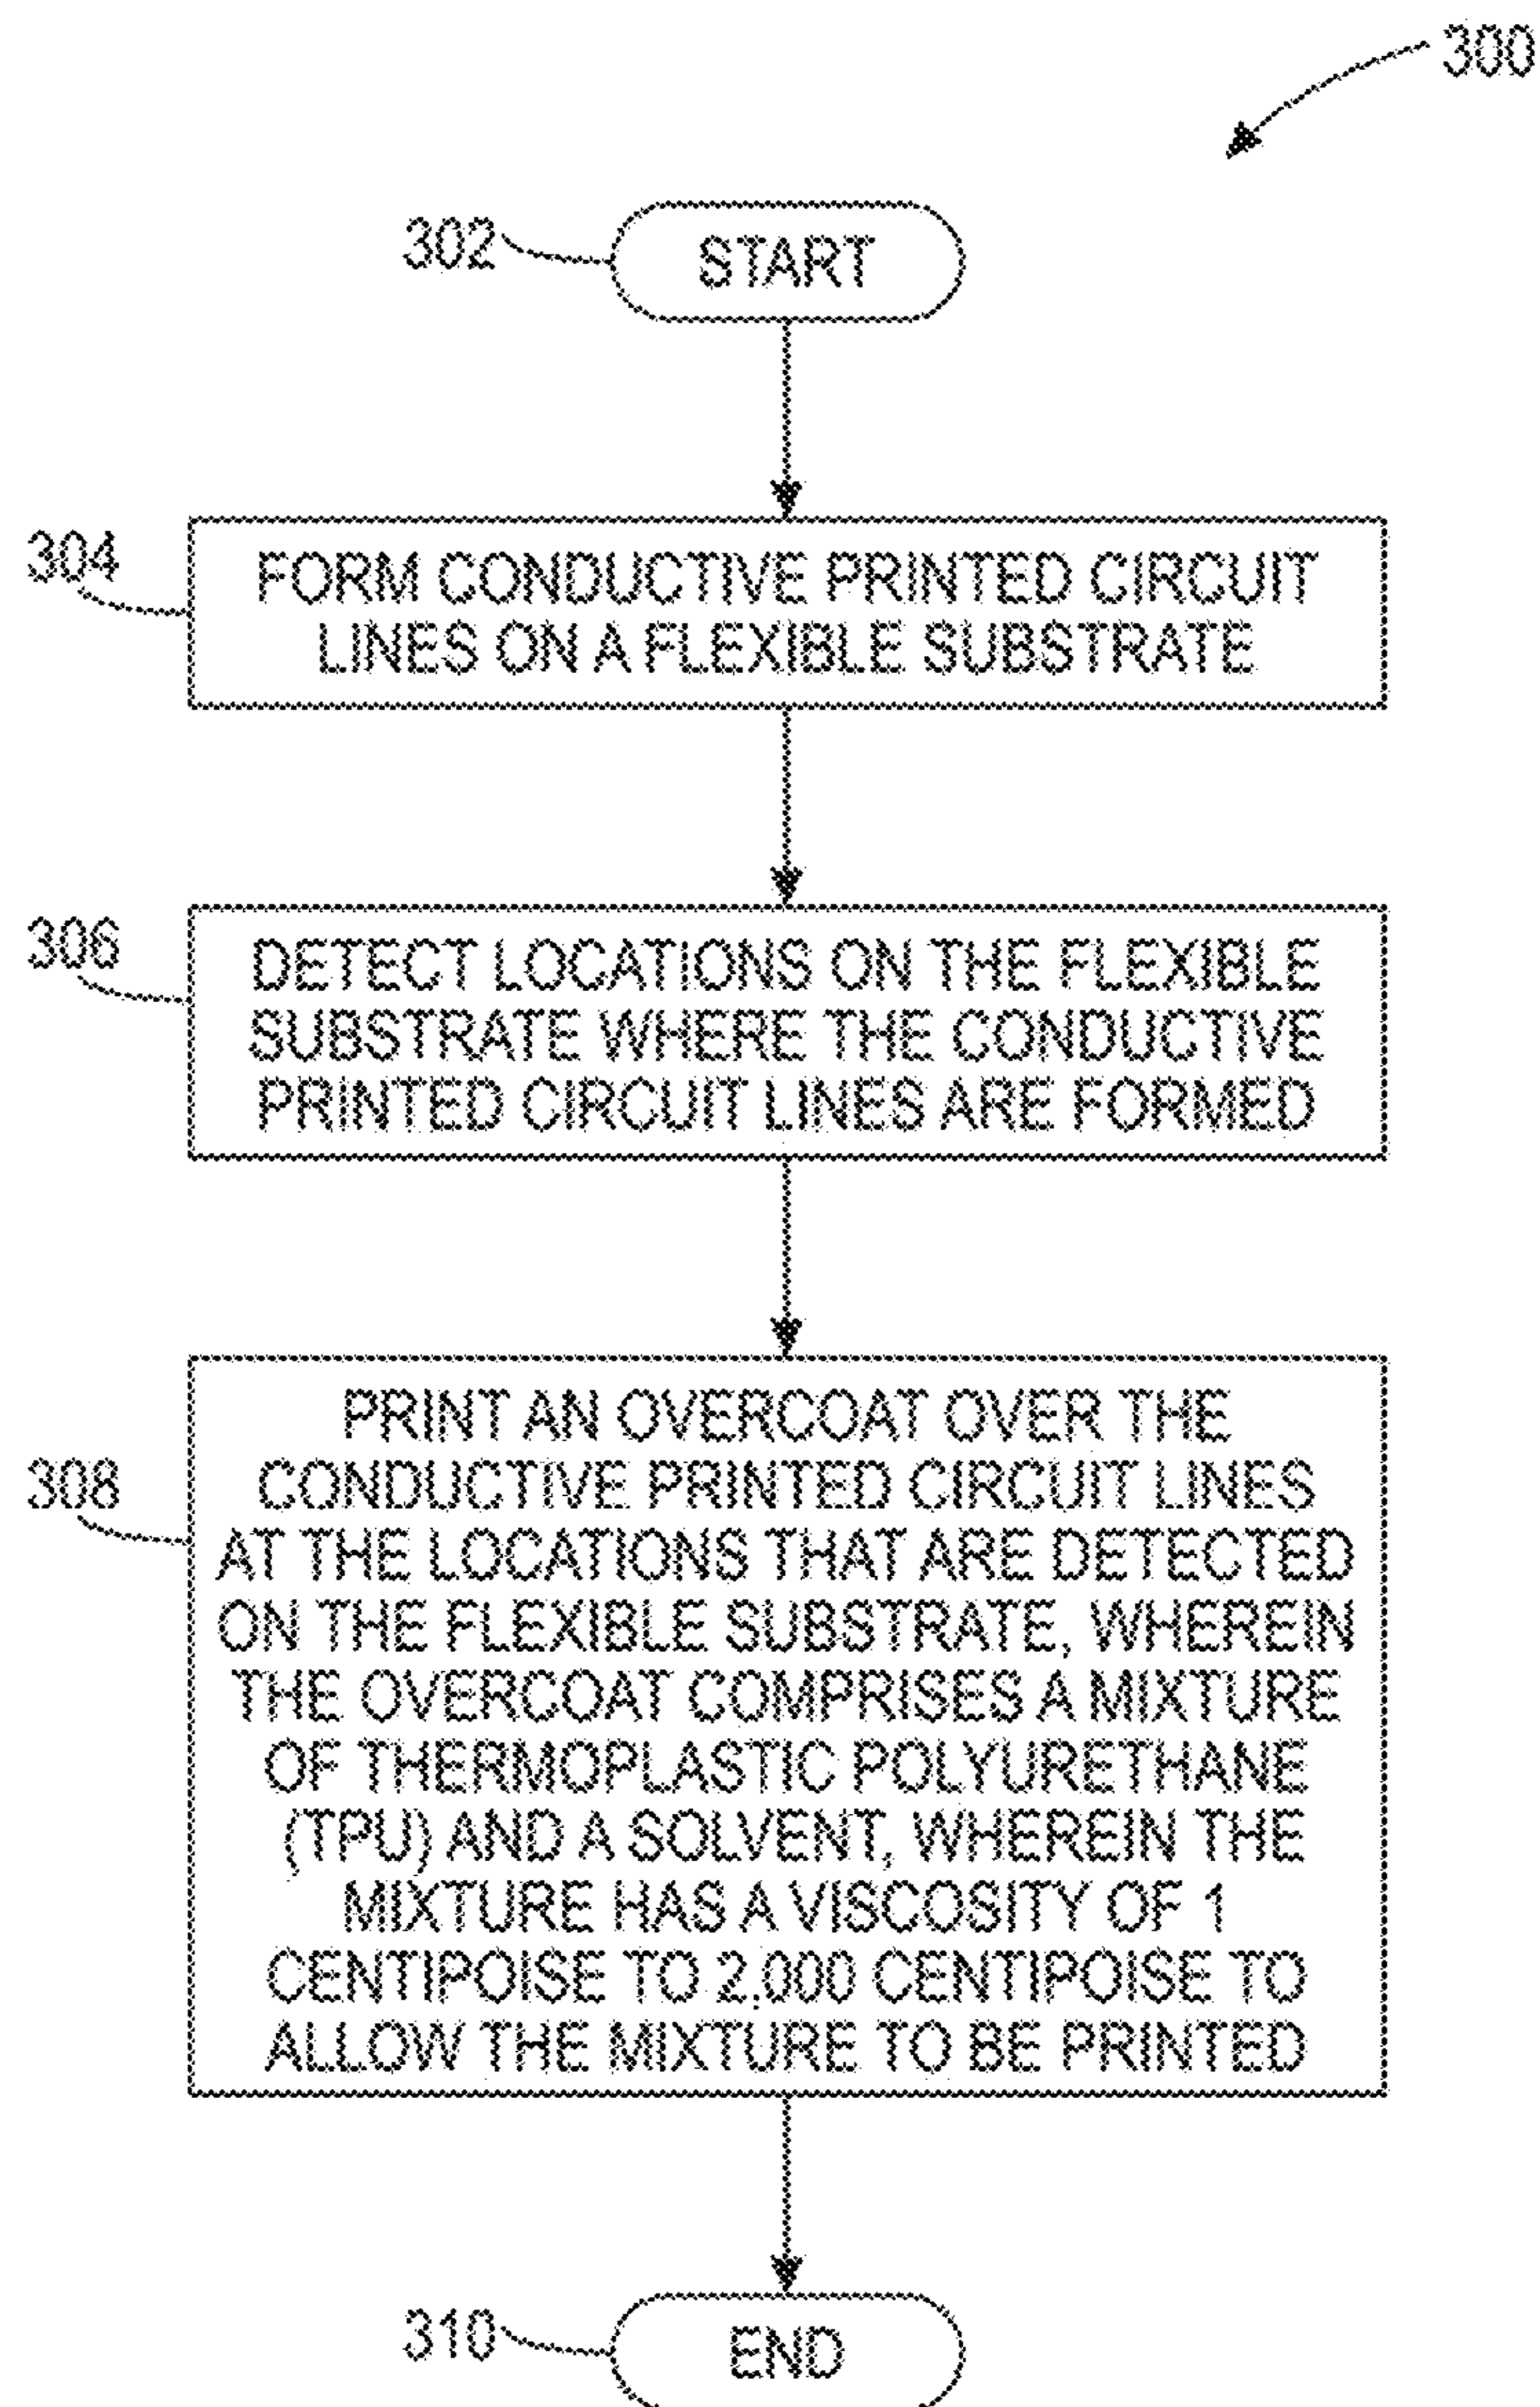 300
302
START
304
FORM CONDUCTIVE PRINTED CIRCUIT
LINES ON A FLEXIBLE SUBSTRATE
306
DETECT LOCATIONS ON THE FLEXIBLE
SUBSTRATE WHERE THE CONDUCTIVE
PRINTED CIRCUIT LINES ARE FORMED
308
PRINT AN OVERCOAT OVER THE
CONDUCTIVE PRINTED CIRCUIT LINES
AT THE LOCATIONS THAT ARE DETECTED
ON THE FLEXIBLE SUBSTRATE, WHEREIN
THE OVERCOAT COMPRISES A MIXTURE
OF THERMOPLASTIC POLYURETHANE
(TPU) AND A SOLVENT, WHEREIN THE
MIXTURE HAS A VISCOSITY OF 1
CENTIPOISE TO 2,000 CENTIPOISE TO
ALLOW THE MIXTURE TO BE PRINTED
310
END